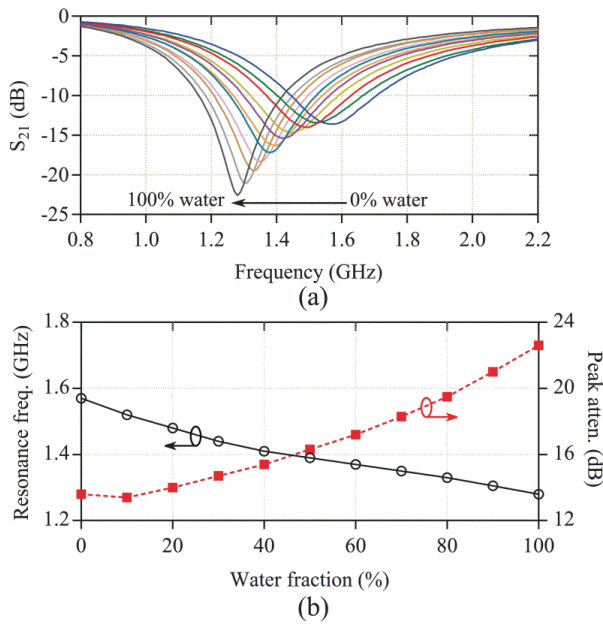 0
-5
-10
-15
-20
-25
S21 (dB)
100% water
0% water
0.8 1.0 1.2 1.4 1.6 1.8 2.0 2.2
Frequency (GHz)
(a)
1.8
1.6
1.4
1.2
Resonance freq. (GHz)
24
20
16
12
Peak atten. (dB)
0 20 40 60 80 100
Water fraction (%)
(b)